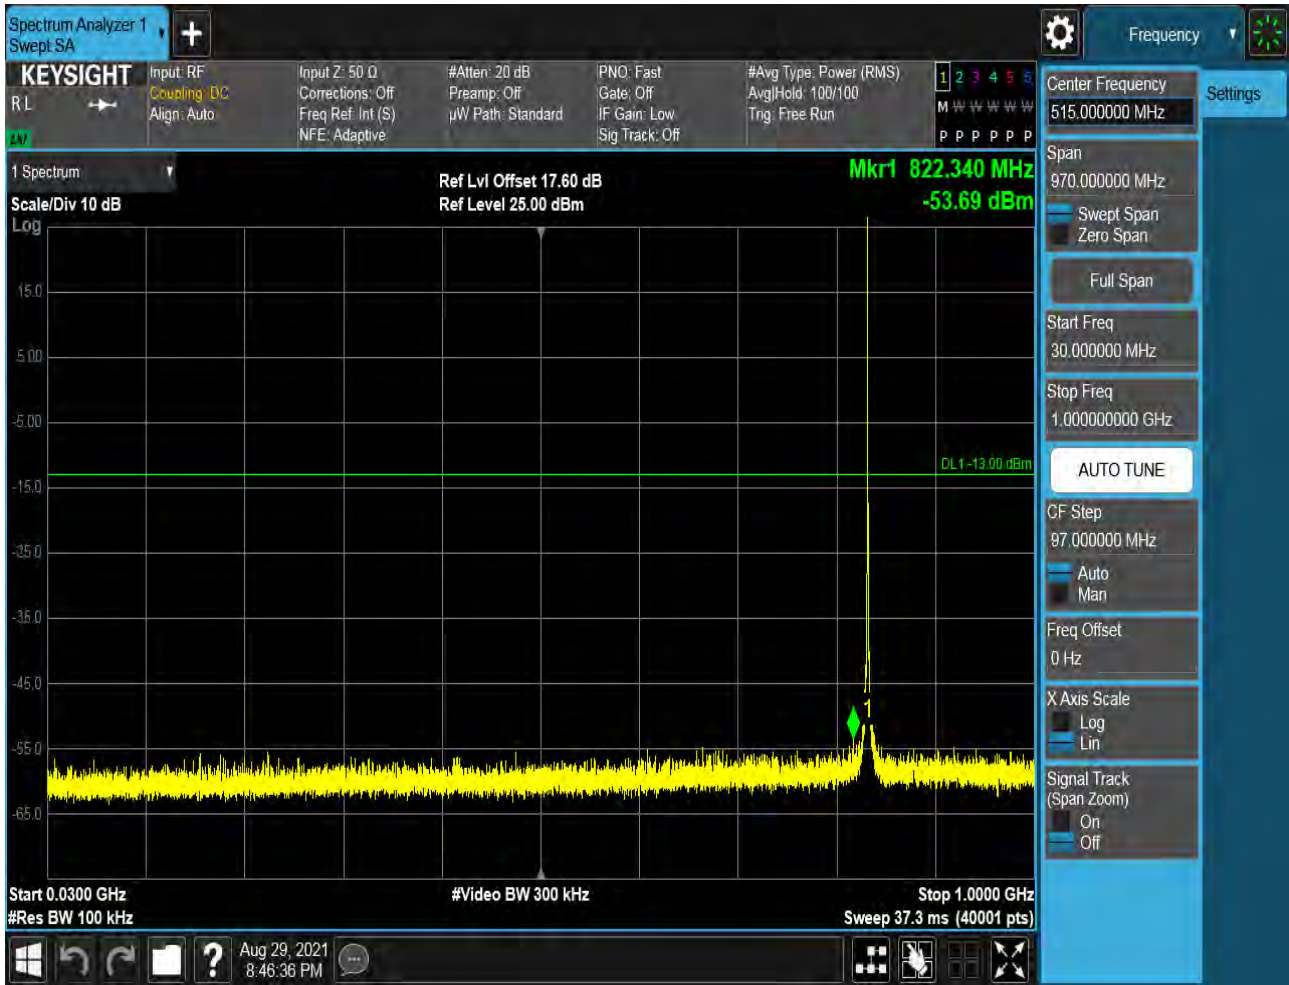 Spectrum Analyzer 1
Swept SA
Frequency
KEYSIGHT
R L
LNI
Input: RF
Coupling: DC
Align: Auto
Input Z: 50 Ω
Corrections: Off
Freq Ref: Int (S)
NFE: Adaptive
#Atten: 20 dB
Preamp: Off
µW Path: Standard
PNO: Fast
Gate: Off
IF Gain: Low
Sig Track: Off
#Avg Type: Power (RMS)
Avg|Hold: 100/100
Trig: Free Run
1 2 3 4 5 6
M W W W W W
P P P P P P
1 Spectrum
Scale/Div 10 dB
Log
Ref Lvl Offset 17.60 dB
Ref Level 25.00 dBm
Mkr1 822.340 MHz
-53.69 dBm
15.0
5.00
-5.00
DL1 -13.00 dBm
-15.0
-25.0
-35.0
-45.0
1
-55.0
-65.0
Start 0.0300 GHz
#Video BW 300 kHz
Stop 1.0000 GHz
#Res BW 100 kHz
Sweep 37.3 ms (40001 pts)
?
Aug 29, 2021
8:46:36 PM
Settings
Center Frequency
515.000000 MHz
Span
970.000000 MHz
Swept Span
Zero Span
Full Span
Start Freq
30.000000 MHz
Stop Freq
1.000000000 GHz
AUTO TUNE
CF Step
97.000000 MHz
Auto
Man
Freq Offset
0 Hz
X Axis Scale
Log
Lin
Signal Track
(Span Zoom)
On
Off